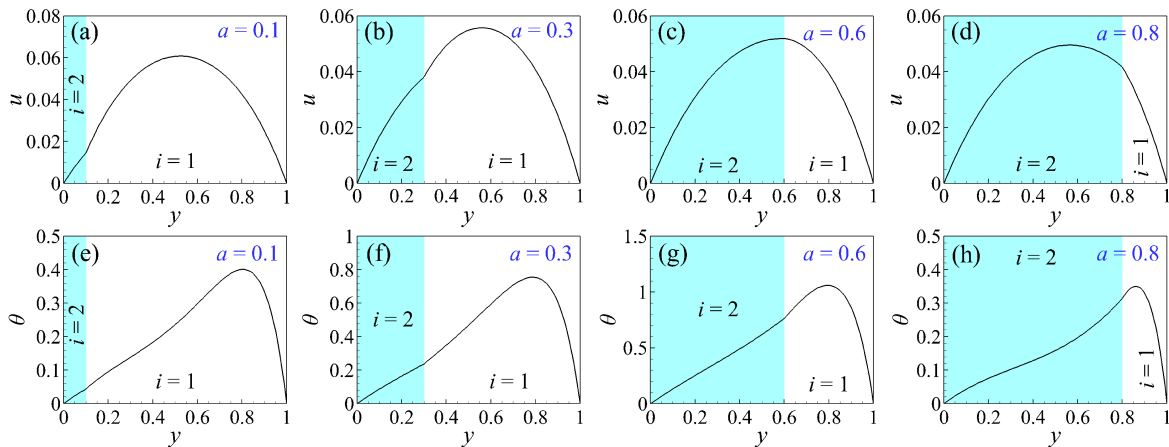 (a) a = 0.1
0.08
0.06
0.04
0.02
0
u
i = 2
i = 1
0 0.2 0.4 0.6 0.8 1
y
(b) a = 0.3
0.06
0.04
0.02
0
u
i = 2
i = 1
0 0.2 0.4 0.6 0.8 1
y
(c) a = 0.6
0.06
0.04
0.02
0
u
i = 2
i = 1
0 0.2 0.4 0.6 0.8 1
y
(d) a = 0.8
0.06
0.04
0.02
0
u
i = 2
i = 1
0 0.2 0.4 0.6 0.8 1
y
(e) a = 0.1
0.5
0.4
0.3
0.2
0.1
0
θ
i = 2
i = 1
0 0.2 0.4 0.6 0.8 1
y
(f) a = 0.3
1
0.8
0.6
0.4
0.2
0
θ
i = 2
i = 1
0 0.2 0.4 0.6 0.8 1
y
(g) a = 0.6
1.5
1
0.5
0
θ
i = 2
i = 1
0 0.2 0.4 0.6 0.8 1
y
(h) a = 0.8
0.5
0.4
0.3
0.2
0.1
0
θ
i = 2
i = 1
0 0.2 0.4 0.6 0.8 1
y